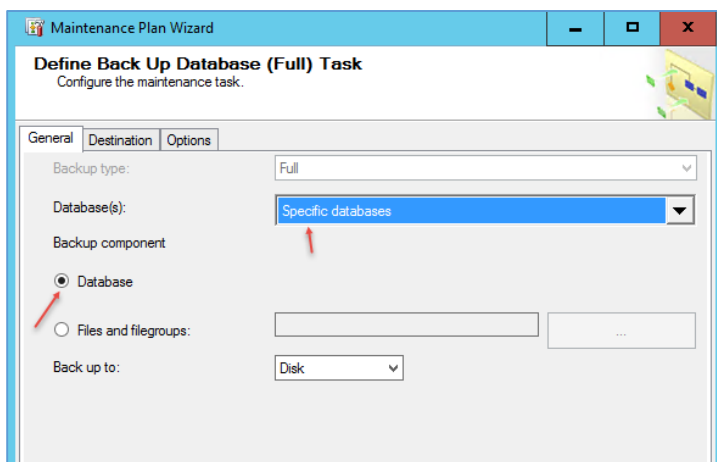 Maintenance Plan Wizard
Define Back Up Database (Full) Task
Configure the maintenance task.
General Destination Options
Backup type: Full
Database(s): Specific databases
Backup component
Database
Files and filegroups: ...
Back up to: Disk